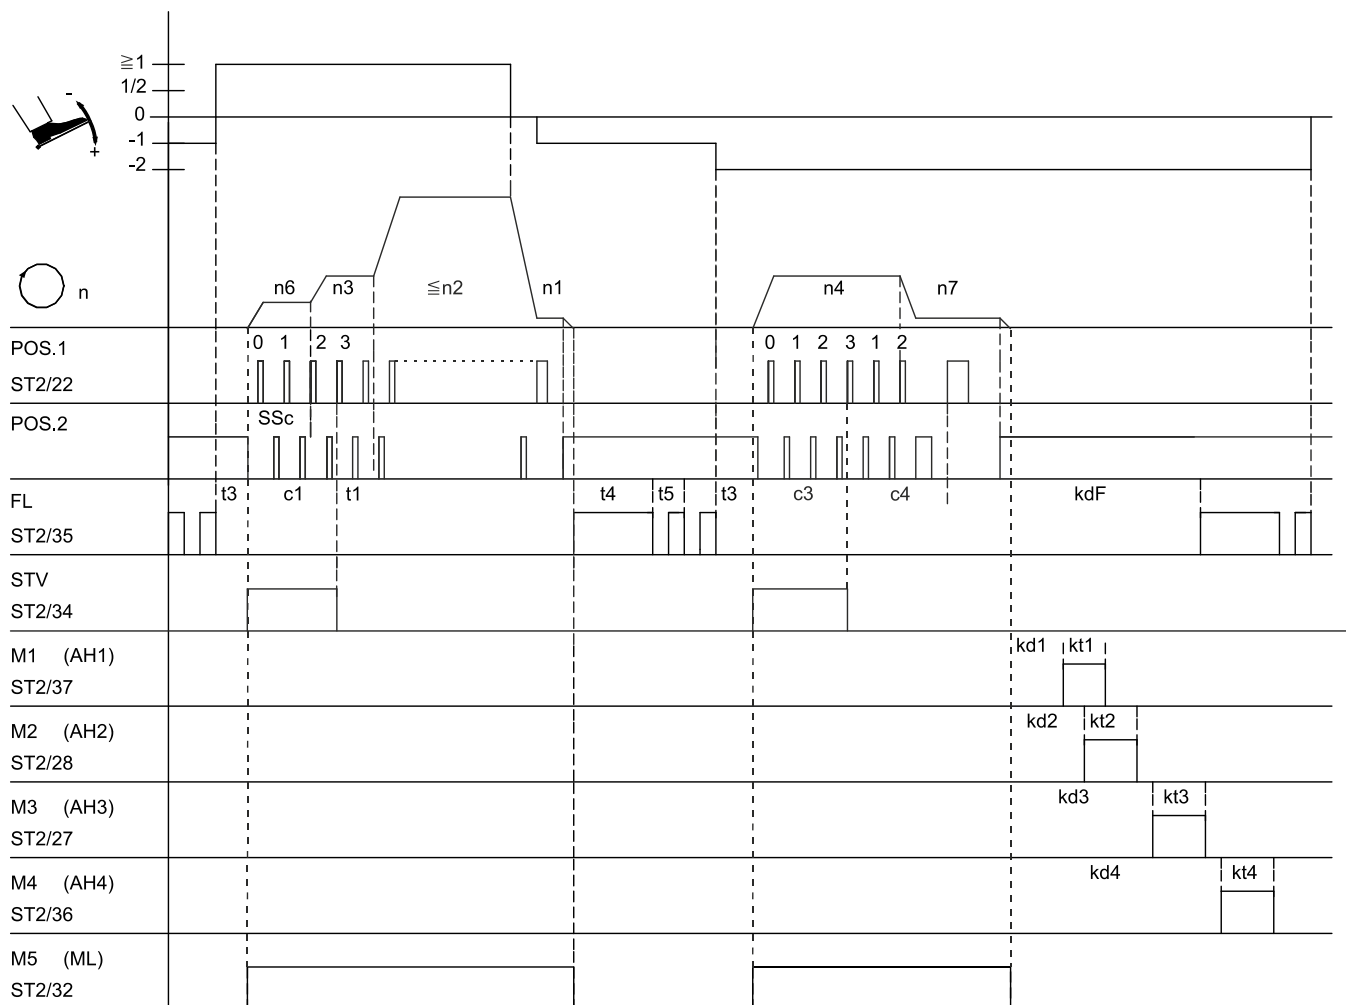 ≧1
1/2
0
-1
-2
-
+
n
n6 n3 ≦n2 n1 n4 n7
POS.1 0 1 2 3 0 1 2 3 1 2
ST2/22
POS.2 SSc
FL t3 c1 t1 t4 t5 t3 c3 c4 kdF
ST2/35
STV
ST2/34
M1 (AH1) kd1 kt1
ST2/37
M2 (AH2) kd2 kt2
ST2/28
M3 (AH3) kd3 kt3
ST2/27
M4 (AH4) kd4 kt4
ST2/36
M5 (ML)
ST2/32